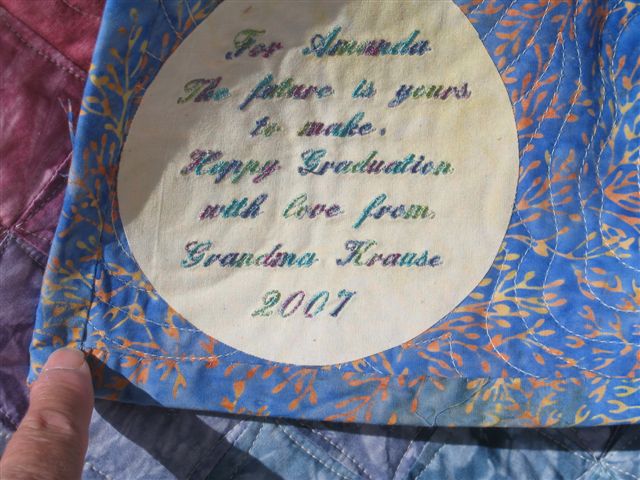 For Amanda
The future is yours
to make.
Happy Graduation
with love from
Grandma Krause
2007